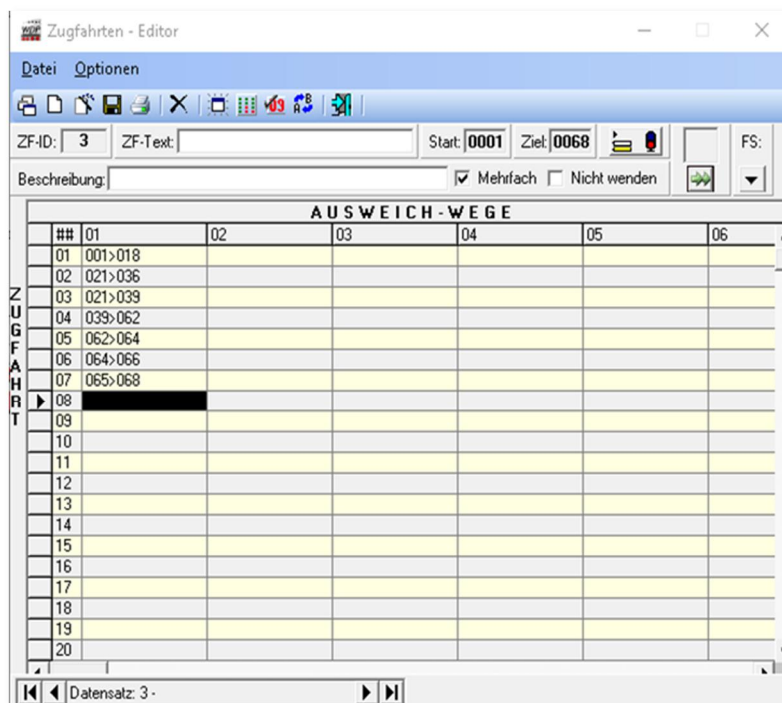 Zugfahrten - Editor
Datei Optionen
ZF-ID: 3 ZF-Text: Start: 0001 Ziel: 0068 FS:
Beschreibung: Mehrfach Nicht wenden
AUSWEICH-WEGE
## 01 02 03 04 05 06
ZUGFAHRT
01 001>018
02 021>036
03 021>039
04 039>062
05 062>064
06 064>066
07 065>068
08
09
10
11
12
13
14
15
16
17
18
19
20
Datensatz: 3 -